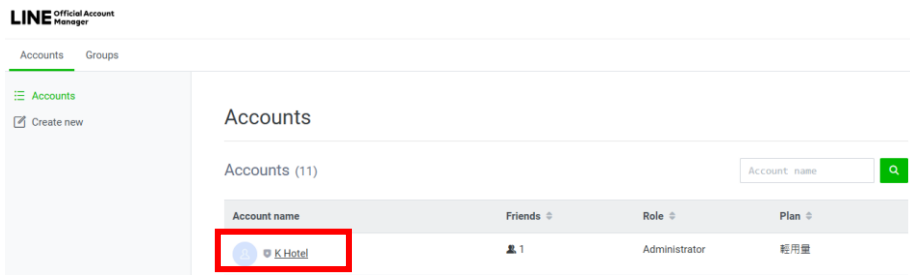 LINE Official Account Manager
Accounts Groups
Accounts
Create new
Accounts
Accounts (11)
Account name
Account name Friends Role Plan
K Hotel 1 Administrator 輕用量